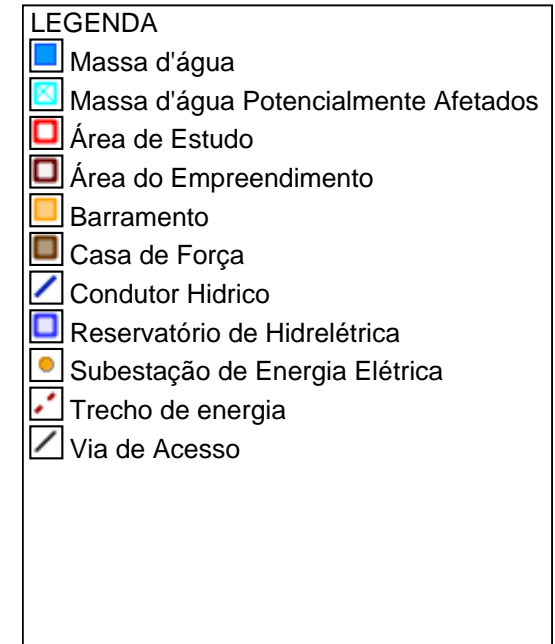 LEGENDA
Massa d'água
Massa d'água Potencialmente Afetados
Área de Estudo
Área do Empreendimento
Barramento
Casa de Força
Condutor Hidrico
Reservatório de Hidrelétrica
Subestação de Energia Elétrica
Trecho de energia
Via de Acesso